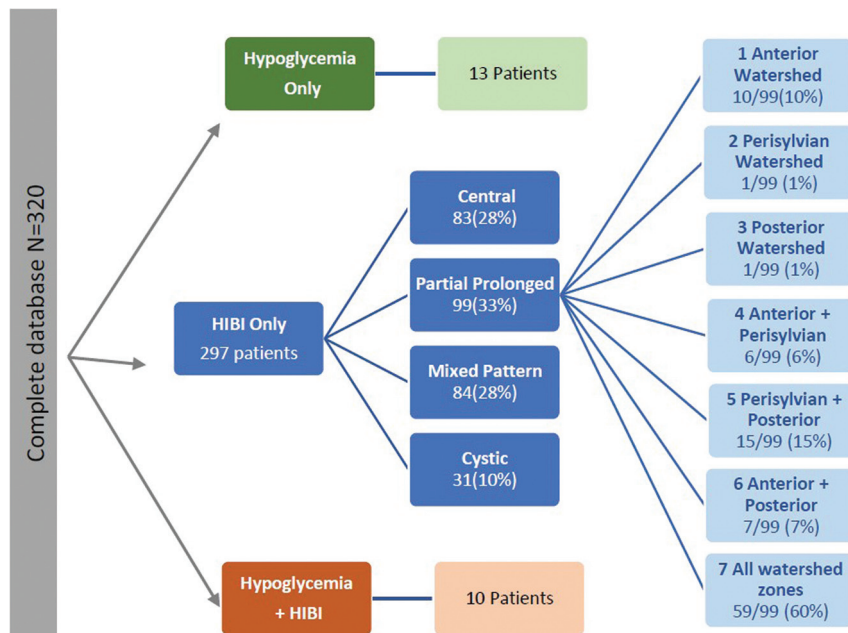 Complete database N=320
Hypoglycemia
Only
13 Patients
HIBI Only
297 patients
Central
83(28%)
Partial Prolonged
99(33%)
Mixed Pattern
84(28%)
Cystic
31(10%)
Hypoglycemia
+ HIBI
10 Patients
1 Anterior
Watershed
10/99(10%)
2 Perisylvian
Watershed
1/99 (1%)
3 Posterior
Watershed
1/99 (1%)
4 Anterior +
Perisylvian
6/99 (6%)
5 Perisylvian +
Posterior
15/99 (15%)
6 Anterior +
Posterior
7/99 (7%)
7 All watershed
zones
59/99 (60%)